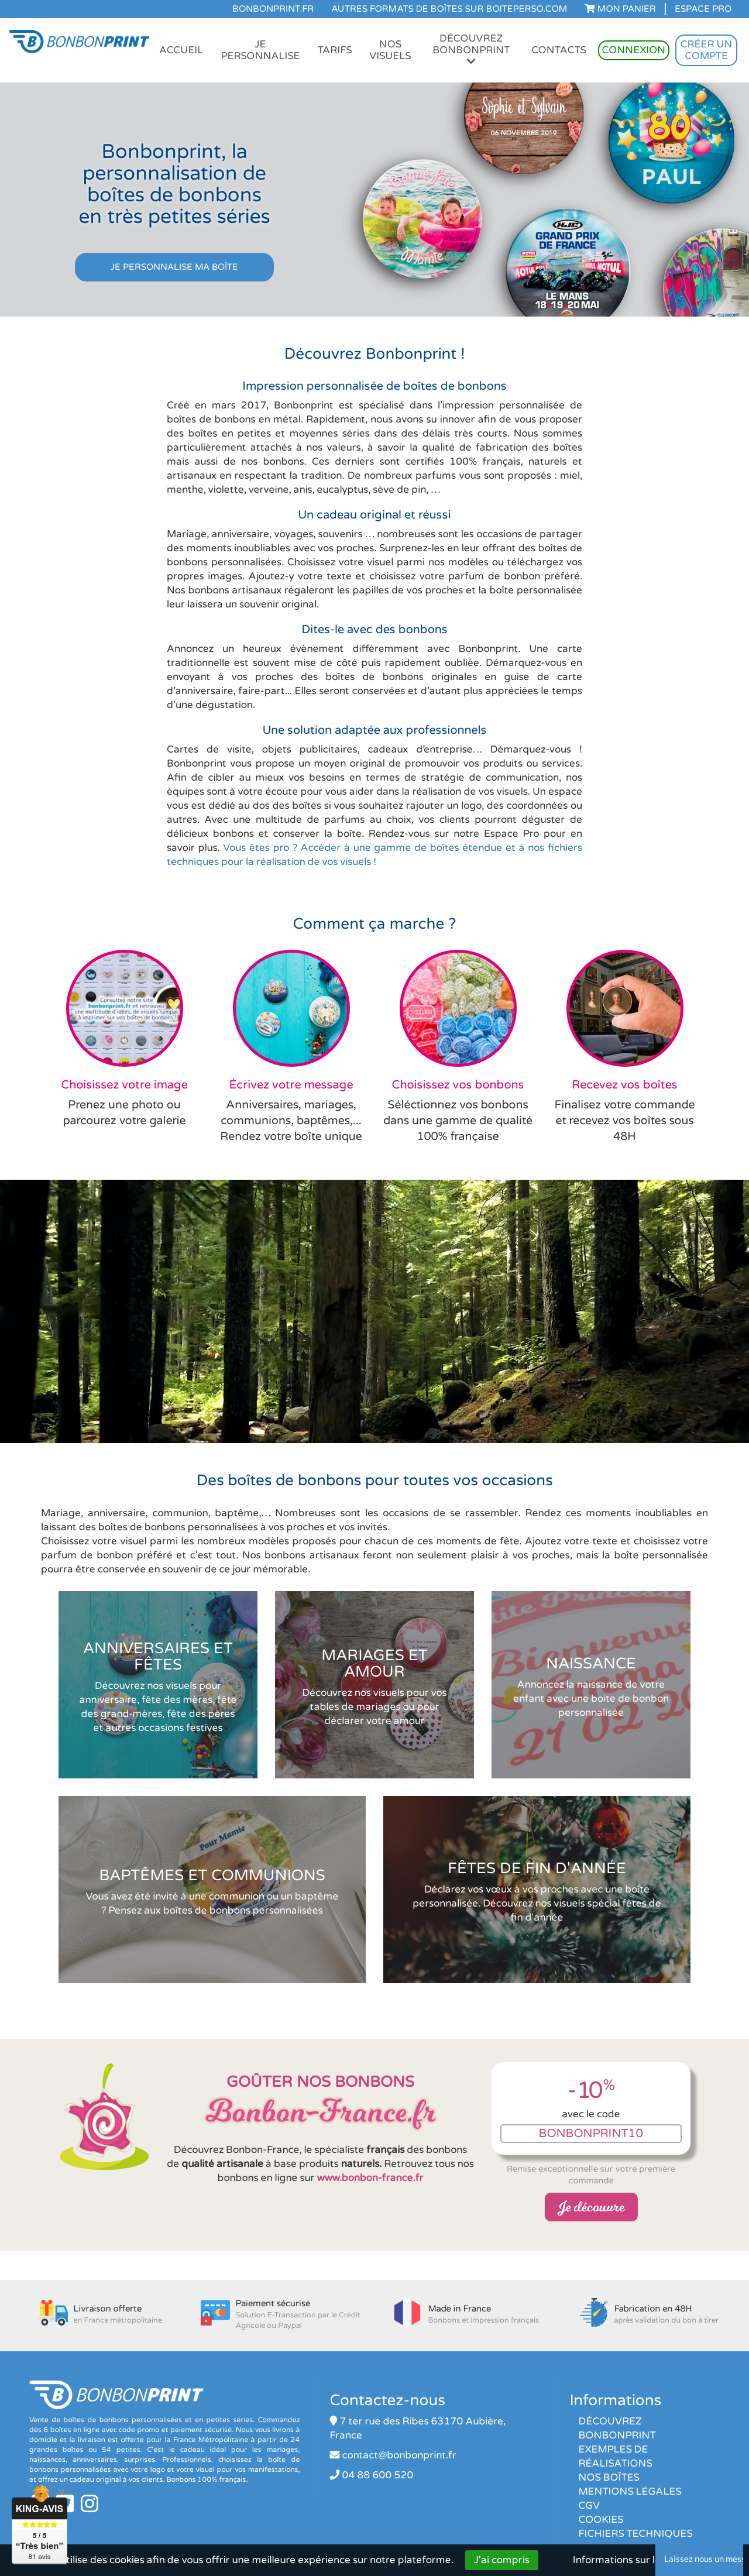 BONBONPRINT.FR AUTRES FORMATS DE BOÎTES SUR BOITEPERSO.COM MON PANIER ESPACE PRO
BONBONPRINT
ACCUEIL
JE
PERSONNALISE
TARIFS
NOS
VISUELS
DÉCOUVREZ
BONBONPRINT
CONTACTS
CONNEXION
CRÉER UN
COMPTE
Bonbonprint, la
personnalisation de
boîtes de bonbons
en très petites séries
JE PERSONNALISE MA BOÎTE
Sophie et Sylvain
06 NOVEMBRE 2019
80
PAUL
Bonne fête
Mamie
HJC
GRAND PRIX
DE FRANCE
MOTUL
LE MANS
18•19•20 MAI
Découvrez Bonbonprint !
Impression personnalisée de boîtes de bonbons
Créé en mars 2017, Bonbonprint est spécialisé dans l'impression personnalisée de
boîtes de bonbons en métal. Rapidement, nous avons su innover afin de vous proposer
des boîtes en petites et moyennes séries dans des délais très courts. Nous sommes
particulièrement attachés à nos valeurs, à savoir la qualité de fabrication des boîtes
mais aussi de nos bonbons. Ces derniers sont certifiés 100% français, naturels et
artisanaux en respectant la tradition. De nombreux parfums vous sont proposés : miel,
menthe, violette, verveine, anis, eucalyptus, sève de pin, …
Un cadeau original et réussi
Mariage, anniversaire, voyages, souvenirs … nombreuses sont les occasions de partager
des moments inoubliables avec vos proches. Surprenez-les en leur offrant des boîtes de
bonbons personnalisées. Choisissez votre visuel parmi nos modèles ou téléchargez vos
propres images. Ajoutez-y votre texte et choisissez votre parfum de bonbon préféré.
Nos bonbons artisanaux régaleront les papilles de vos proches et la boîte personnalisée
leur laissera un souvenir original.
Dites-le avec des bonbons
Annoncez un heureux évènement différemment avec Bonbonprint. Une carte
traditionnelle est souvent mise de côté puis rapidement oubliée. Démarquez-vous en
envoyant à vos proches des boîtes de bonbons originales en guise de carte
d'anniversaire, faire-part... Elles seront conservées et d'autant plus appréciées le temps
d'une dégustation.
Une solution adaptée aux professionnels
Cartes de visite, objets publicitaires, cadeaux d'entreprise… Démarquez-vous !
Bonbonprint vous propose un moyen original de promouvoir vos produits ou services.
Afin de cibler au mieux vos besoins en termes de stratégie de communication, nos
équipes sont à votre écoute pour vous aider dans la réalisation de vos visuels. Un espace
vous est dédié au dos des boîtes si vous souhaitez rajouter un logo, des coordonnées ou
autres. Avec une multitude de parfums au choix, vos clients pourront déguster de
délicieux bonbons et conserver la boîte. Rendez-vous sur notre Espace Pro pour en
savoir plus. Vous êtes pro ? Accéder à une gamme de boîtes étendue et à nos fichiers
techniques pour la réalisation de vos visuels !
Comment ça marche ?
Consultez notre site
bonbonprint.fr et retrouvez
une multitude d'idées, de visuels sympas
à imprimer sur vos boîtes de bonbons !
Choisissez votre image
Prenez une photo ou
parcourez votre galerie
Écrivez votre message
Anniversaires, mariages,
communions, baptêmes,...
Rendez votre boîte unique
Choisissez vos bonbons
Séléctionnez vos bonbons
dans une gamme de qualité
100% française
Recevez vos boîtes
Finalisez votre commande
et recevez vos boîtes sous
48H
Des boîtes de bonbons pour toutes vos occasions
Mariage, anniversaire, communion, baptême,... Nombreuses sont les occasions de se rassembler. Rendez ces moments inoubliables en
laissant des boîtes de bonbons personnalisées à vos proches et vos invités.
Choisissez votre visuel parmi les nombreux modèles proposés pour chacun de ces moments de fête. Ajoutez votre texte et choisissez votre
parfum de bonbon préféré et c'est tout. Nos bonbons artisanaux feront non seulement plaisir à vos proches, mais la boîte personnalisée
pourra être conservée en souvenir de ce jour mémorable.
ANNIVERSAIRES ET
FÊTES
Découvrez nos visuels pour
anniversaire, fête des mères, fête
des grand-mères, fête des pères
et autres occasions festives
MARIAGES ET
AMOUR
Découvrez nos visuels pour vos
tables de mariages ou pour
déclarer votre amour
Bienvenue
NAISSANCE
Annoncez la naissance de votre
enfant avec une boite de bonbon
personnalisée
Pour Mamie
BAPTÊMES ET COMMUNIONS
Vous avez été invité à une communion ou un baptême
? Pensez aux boîtes de bonbons personnalisées
FÊTES DE FIN D'ANNÉE
Déclarez vos vœux à vos proches avec une boîte
personnalisée. Découvrez nos visuels spécial fêtes de
fin d'année
GOÛTER NOS BONBONS
Bonbon-France.fr
Découvrez Bonbon-France, le spécialiste français des bonbons
de qualité artisanale à base produits naturels. Retrouvez tous nos
bonbons en ligne sur www.bonbon-france.fr
-10%
avec le code
BONBONPRINT10
Remise exceptionnelle sur votre première
commande
Je découvre
Livraison offerte
en France métropolitaine
Paiement sécurisé
Solution E-Transaction par le Crédit
Agricole ou Paypal
Made in France
Bonbons et impression français
Fabrication en 48H
après validation du bon à tirer
BONBONPRINT
Vente de boîtes de bonbons personnalisées et en petites séries. Commandez
dès 6 boîtes en ligne avec code promo et paiement sécurisé. Nous vous livrons à
domicile et la livraison est offerte pour la France Métropolitaine à partir de 24
grandes boîtes ou 54 petites. C'est le cadeau idéal pour les mariages,
naissances, anniversaires, surprises. Professionnels, choisissez la boîte de
bonbons personnalisable avec votre logo et votre visuel pour vos manifestations,
et offrez un cadeau original à vos clients. Bonbons 100% français.
Contactez-nous
7 ter rue des Ribes 63170 Aubière,
France
contact@bonbonprint.fr
04 88 600 520
Informations
DÉCOUVREZ
BONBONPRINT
EXEMPLES DE
RÉALISATIONS
NOS BOÎTES
MENTIONS LÉGALES
CGV
COOKIES
FICHIERS TECHNIQUES
KING-AVIS
5 / 5
“Très bien”
81 avis
utilise des cookies afin de vous offrir une meilleure expérience sur notre plateforme.
J'ai compris
Informations sur
Laissez nous un mes